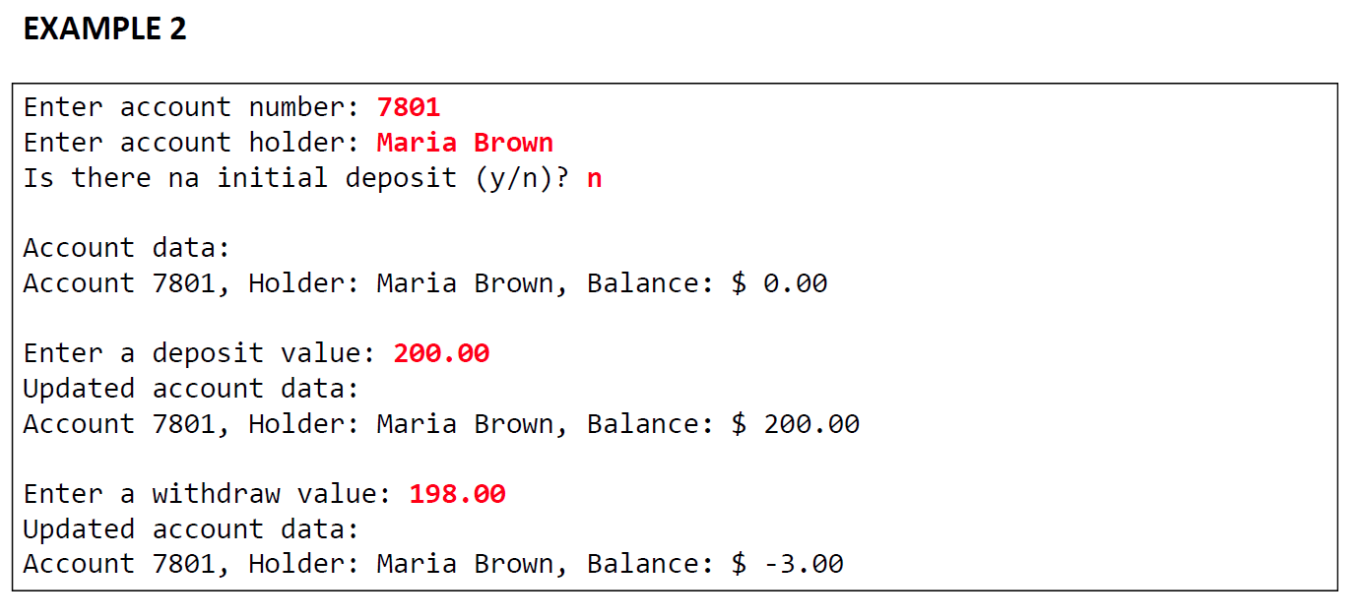 EXAMPLE 2
Enter account number: 7801
Enter account holder: Maria Brown
Is there na initial deposit (y/n)? n
Account data:
Account 7801, Holder: Maria Brown, Balance: $ 0.00
Enter a deposit value: 200.00
Updated account data:
Account 7801, Holder: Maria Brown, Balance: $ 200.00
Enter a withdraw value: 198.00
Updated account data:
Account 7801, Holder: Maria Brown, Balance: $ -3.00